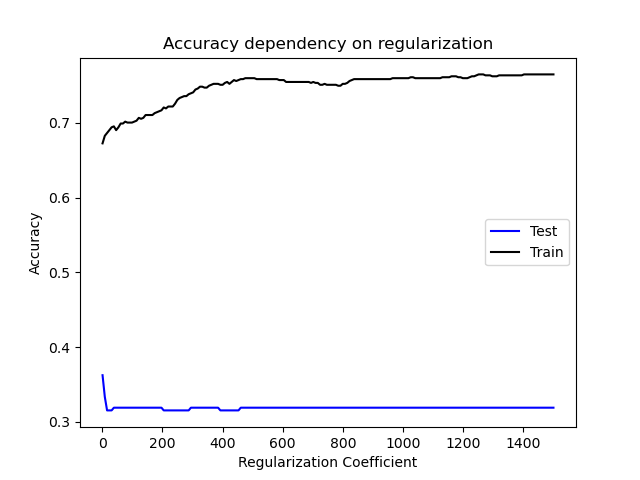 Accuracy dependency on regularization
Accuracy
0.7
0.6
0.5
0.4
0.3
Test
Train
0 200 400 600 800 1000 1200 1400
Regularization Coefficient